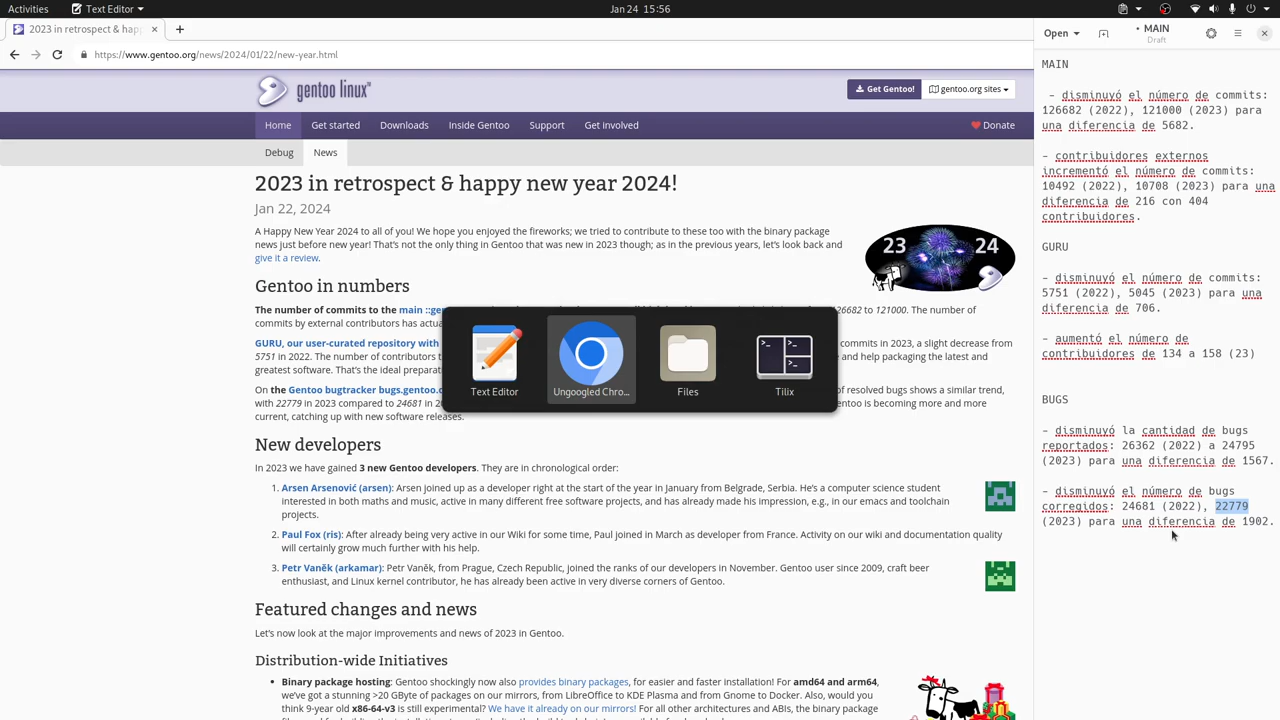 Activities
Text Editor
Jan 24 15:56
2023 in retrospect & hap
https://www.gentoo.org/news/2024/01/22/new-year.html
gentoo linux™
Get Gentoo!
gentoo.org sites
Home
Get started
Downloads
Inside Gentoo
Support
Get involved
Donate
Debug
News
2023 in retrospect & happy new year 2024!
Jan 22, 2024
A Happy New Year 2024 to all of you! We hope you enjoyed the fireworks; we tried to contribute to these too with the binary package
news just before new year! That's not the only thing in Gentoo that was new in 2023 though; as in the previous years, let's look back and
give it a review.
23 24
Gentoo in numbers
The number of commits to the main ::ge 26682 to 121000. The number of
commits by external contributors has actua
GURU, our user-curated repository with commits in 2023, a slight decrease from
5751 in 2022. The number of contributors t e and help packaging the latest and
greatest software. That's the ideal preparat
On the Gentoo bugtracker bugs.gentoo.o of resolved bugs shows a similar trend,
with 22779 in 2023 compared to 24681 in 20 entoo is becoming more and more
current, catching up with new software releases.
Text Editor
Ungoogled Chro...
Files
Tilix
New developers
In 2023 we have gained 3 new Gentoo developers. They are in chronological order:
1. Arsen Arsenović (arsen): Arsen joined up as a developer right at the start of the year in January from Belgrade, Serbia. He's a computer science student
interested in both maths and music, active in many different free software projects, and has already made his impression, e.g., in our emacs and toolchain
projects.
2. Paul Fox (ris): After already being very active in our Wiki for some time, Paul joined in March as developer from France. Activity on our wiki and documentation quality
will certainly grow much further with his help.
3. Petr Vaněk (arkamar): Petr Vaněk, from Prague, Czech Republic, joined the ranks of our developers in November. Gentoo user since 2009, craft beer
enthusiast, and Linux kernel contributor, he has already been active in very diverse corners of Gentoo.
Featured changes and news
Let's now look at the major improvements and news of 2023 in Gentoo.
Distribution-wide Initiatives
• Binary package hosting: Gentoo shockingly now also provides binary packages, for easier and faster installation! For amd64 and arm64,
we've got a stunning >20 GByte of packages on our mirrors, from LibreOffice to KDE Plasma and from Gnome to Docker. Also, would you
think 9-year old x86-64-v3 is still experimental? We have it already on our mirrors! For all other architectures and ABIs, the binary package
Open
• MAIN
Draft
MAIN
- disminuyó el número de commits:
126682 (2022), 121000 (2023) para
una diferencia de 5682.
- contribuidores externos
incrementó el número de commits:
10492 (2022), 10708 (2023) para una
diferencia de 216 con 404
contribuidores.
GURU
- disminuyó el número de commits:
5751 (2022), 5045 (2023) para una
diferencia de 706.
- aumentó el número de
contribuidores de 134 a 158 (23)
BUGS
- disminuyó la cantidad de bugs
reportados: 26362 (2022) a 24795
(2023) para una diferencia de 1567.
- disminuyó el número de bugs
corregidos: 24681 (2022), 22779
(2023) para una diferencia de 1902.